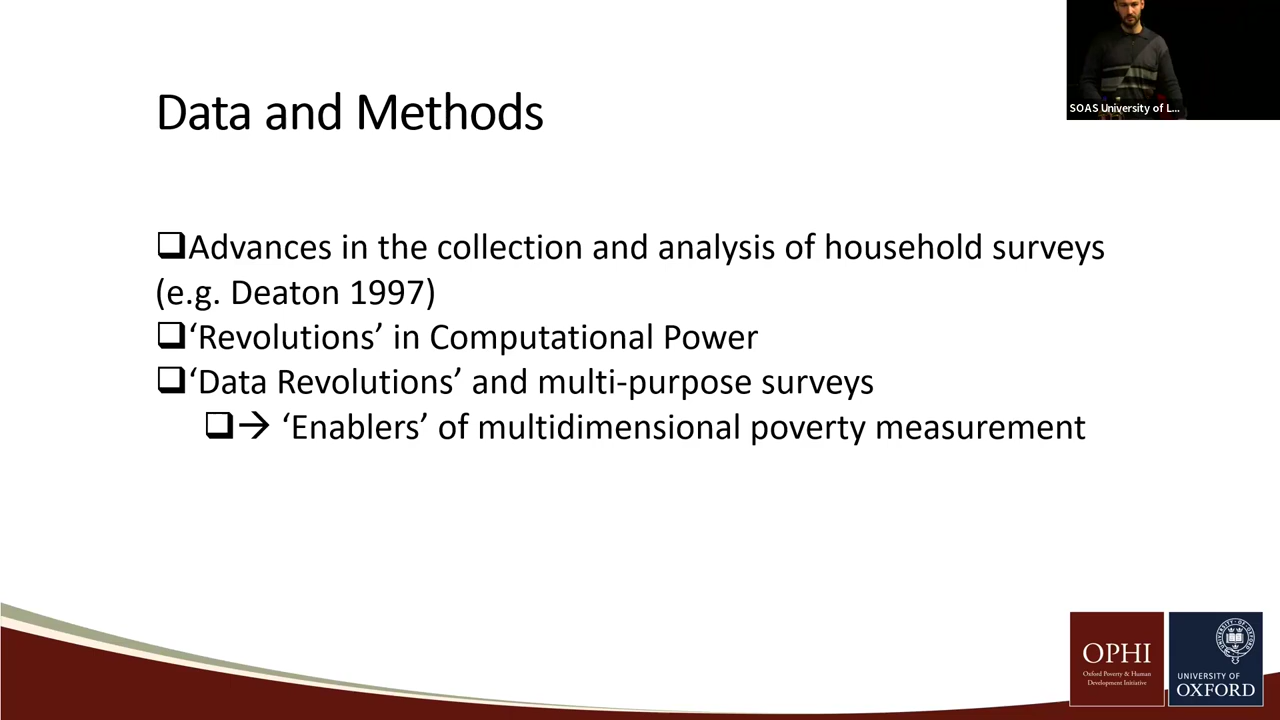 SOAS University of L...
Data and Methods
❑Advances in the collection and analysis of household surveys
(e.g. Deaton 1997)
❑‘Revolutions’ in Computational Power
❑‘Data Revolutions’ and multi-purpose surveys
❑→ ‘Enablers’ of multidimensional poverty measurement
OPHI
Oxford Poverty & Human
Development Initiative
UNIVERSITY OF
OXFORD